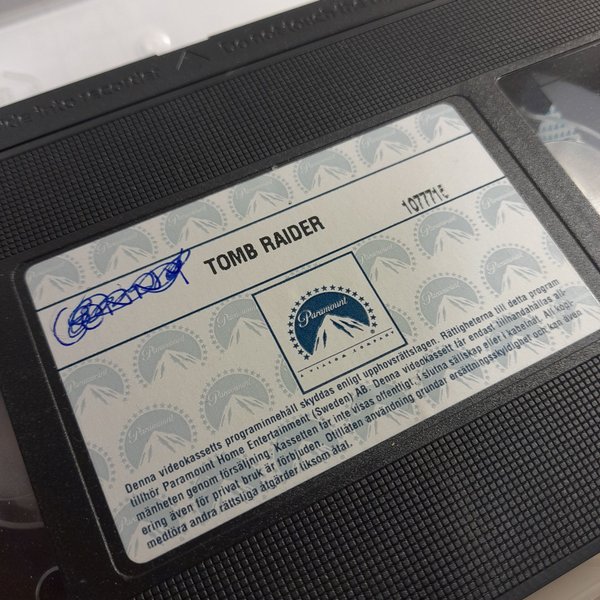 TOMB RAIDER
1077715
Paramount
A VIACOM COMPANY
Denna videokassetts programinnehåll skyddas enligt upphovsrättslagen. Rättigheterna till detta program
tillhör Paramount Home Entertainment (Sweden) AB. Denna videokassett får endast tillhandahållas all-
mänheten genom försäljning. Kassetten får inte visas offentligt, i slutna sällskap eller i kabelnät. All kopi-
ering även för privat bruk är förbjuden. Otillåten användning grundar ersättningsskyldighet och kan även
medföra andra rättsliga åtgärder liksom åtal.